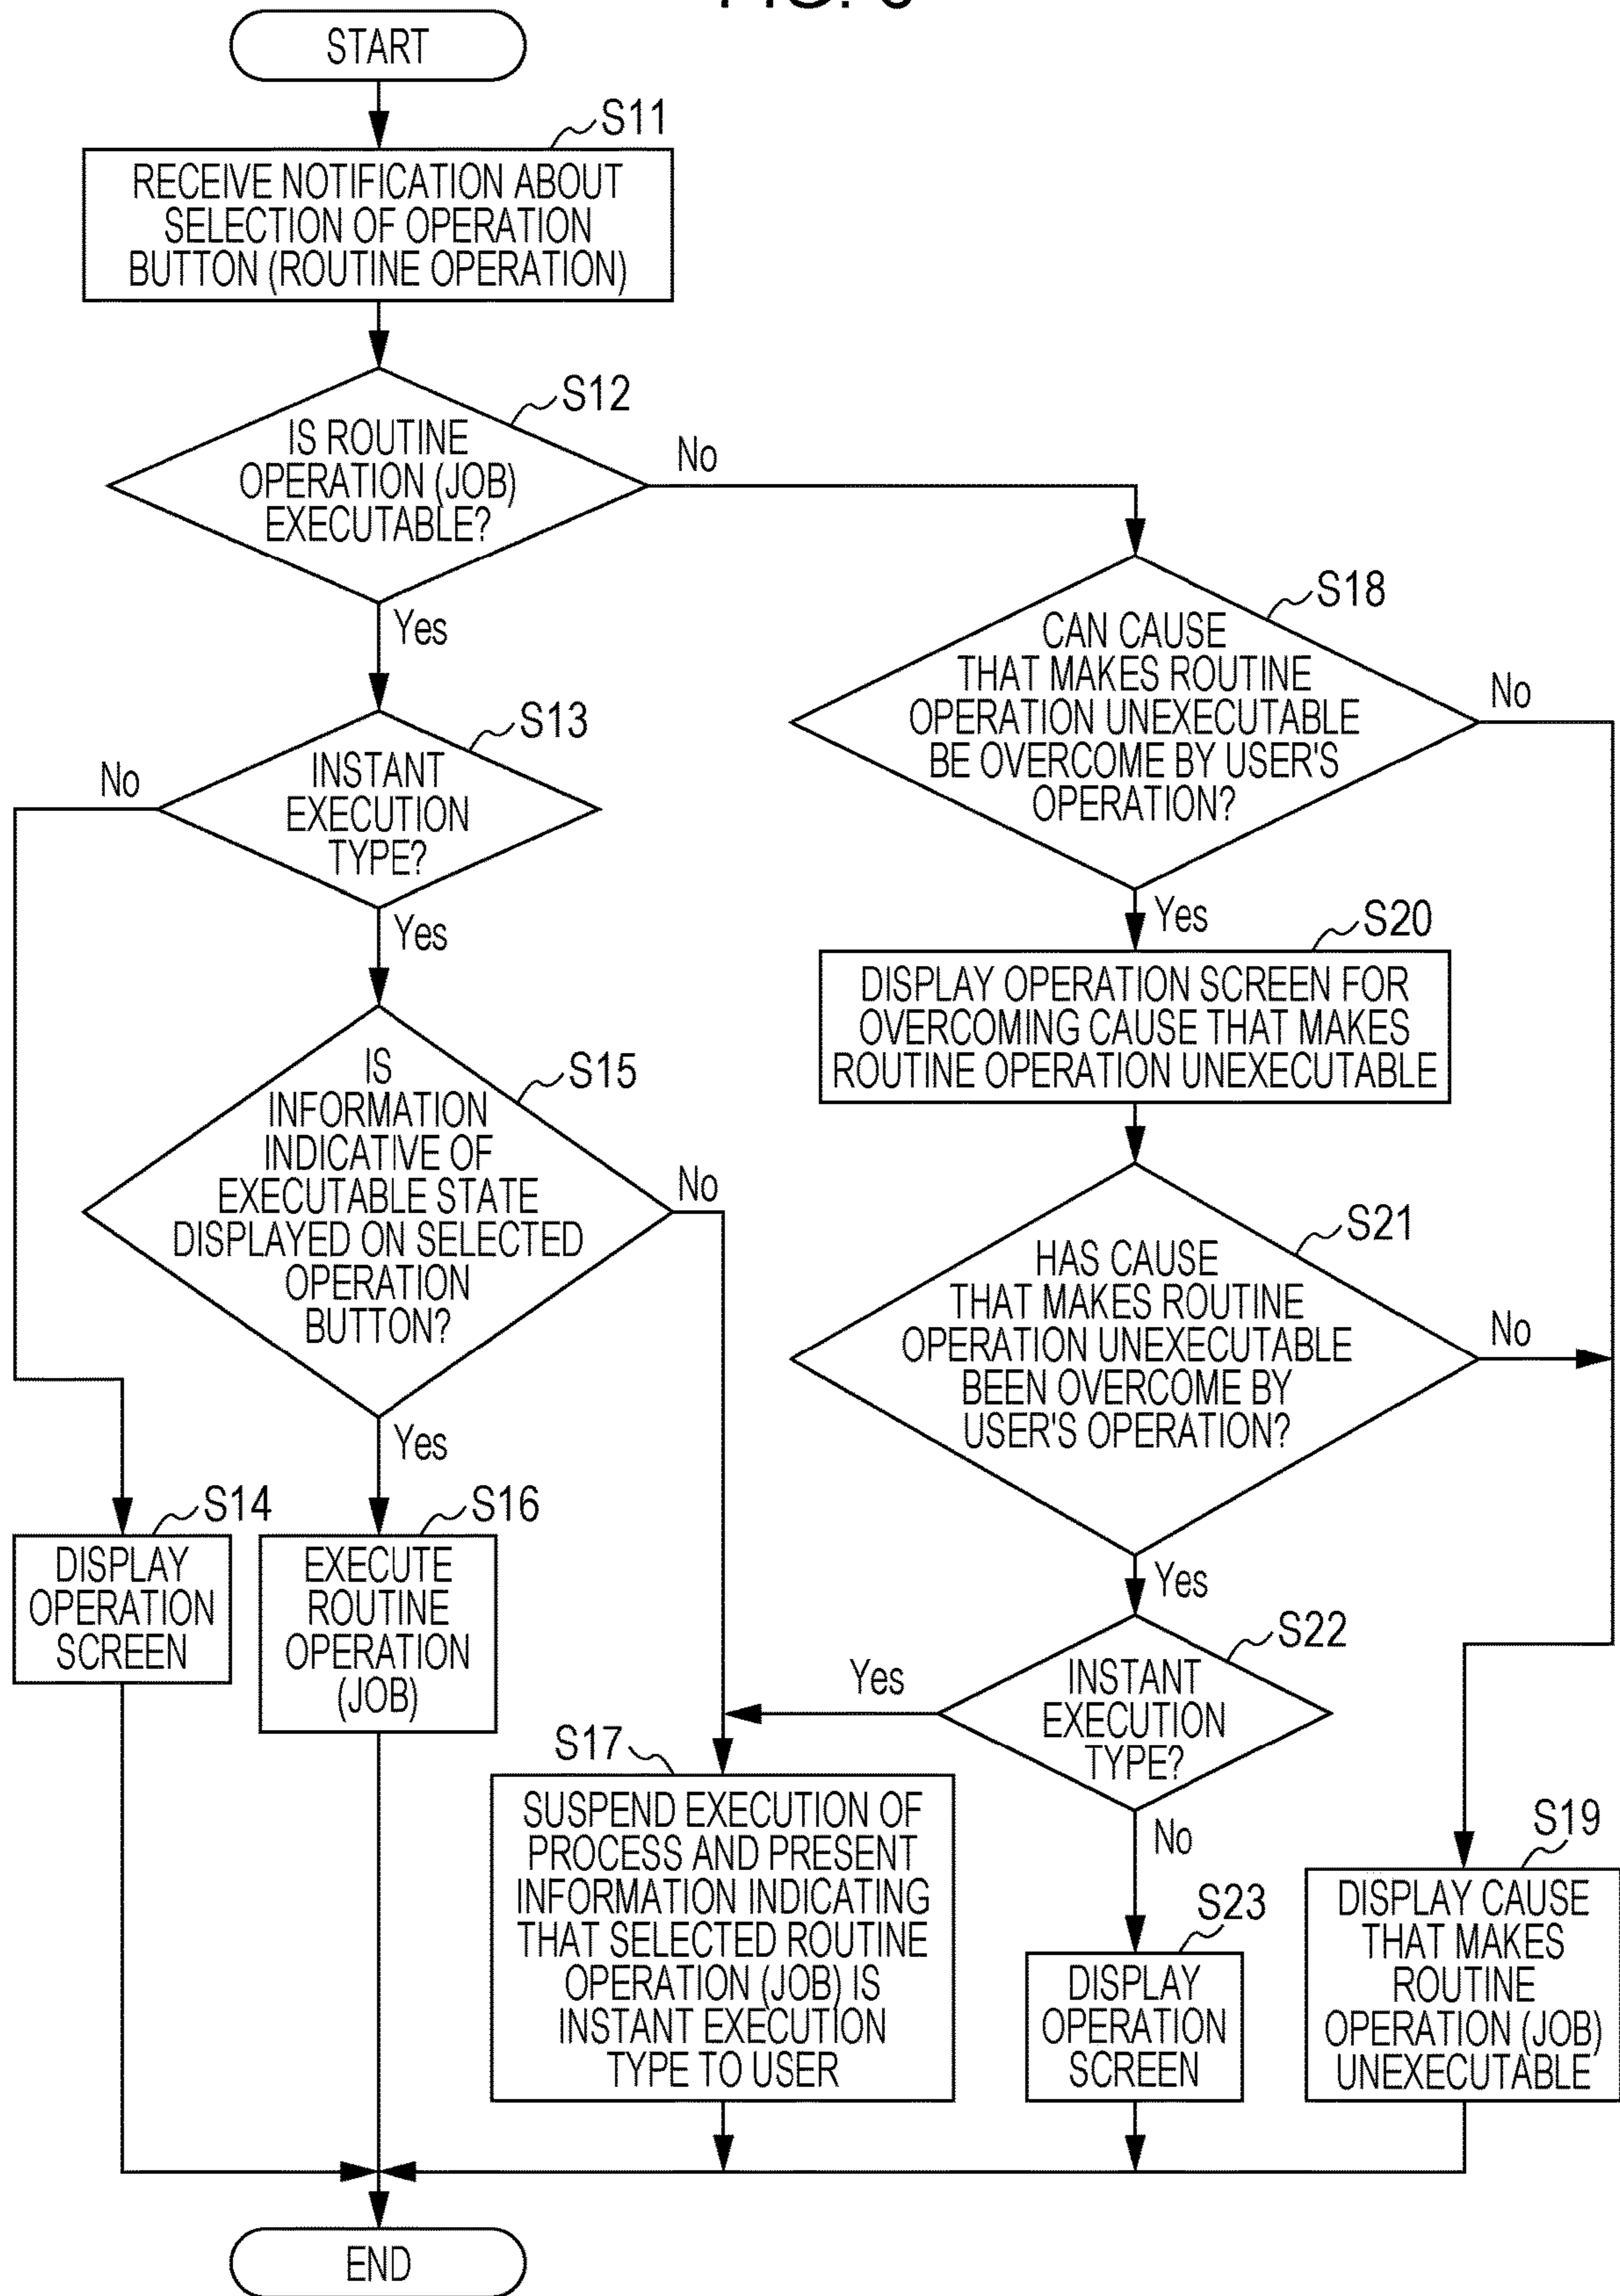 START
S11
RECEIVE NOTIFICATION ABOUT
SELECTION OF OPERATION
BUTTON (ROUTINE OPERATION)
S12
IS ROUTINE
OPERATION (JOB)
EXECUTABLE?
No
Yes
S18
CAN CAUSE
THAT MAKES ROUTINE
OPERATION UNEXECUTABLE
BE OVERCOME BY USER'S
OPERATION?
No
Yes
S13
INSTANT
EXECUTION
TYPE?
No
Yes
S20
DISPLAY OPERATION SCREEN FOR
OVERCOMING CAUSE THAT MAKES
ROUTINE OPERATION UNEXECUTABLE
S15
IS
INFORMATION
INDICATIVE OF
EXECUTABLE STATE
DISPLAYED ON SELECTED
OPERATION
BUTTON?
No
Yes
S21
HAS CAUSE
THAT MAKES ROUTINE
OPERATION UNEXECUTABLE
BEEN OVERCOME BY
USER'S OPERATION?
No
Yes
S14
DISPLAY
OPERATION
SCREEN
S16
EXECUTE
ROUTINE
OPERATION
(JOB)
S22
INSTANT
EXECUTION
TYPE?
Yes
No
S17
SUSPEND EXECUTION OF
PROCESS AND PRESENT
INFORMATION INDICATING
THAT SELECTED ROUTINE
OPERATION (JOB) IS
INSTANT EXECUTION
TYPE TO USER
S23
DISPLAY
OPERATION
SCREEN
S19
DISPLAY CAUSE
THAT MAKES
ROUTINE
OPERATION (JOB)
UNEXECUTABLE
END